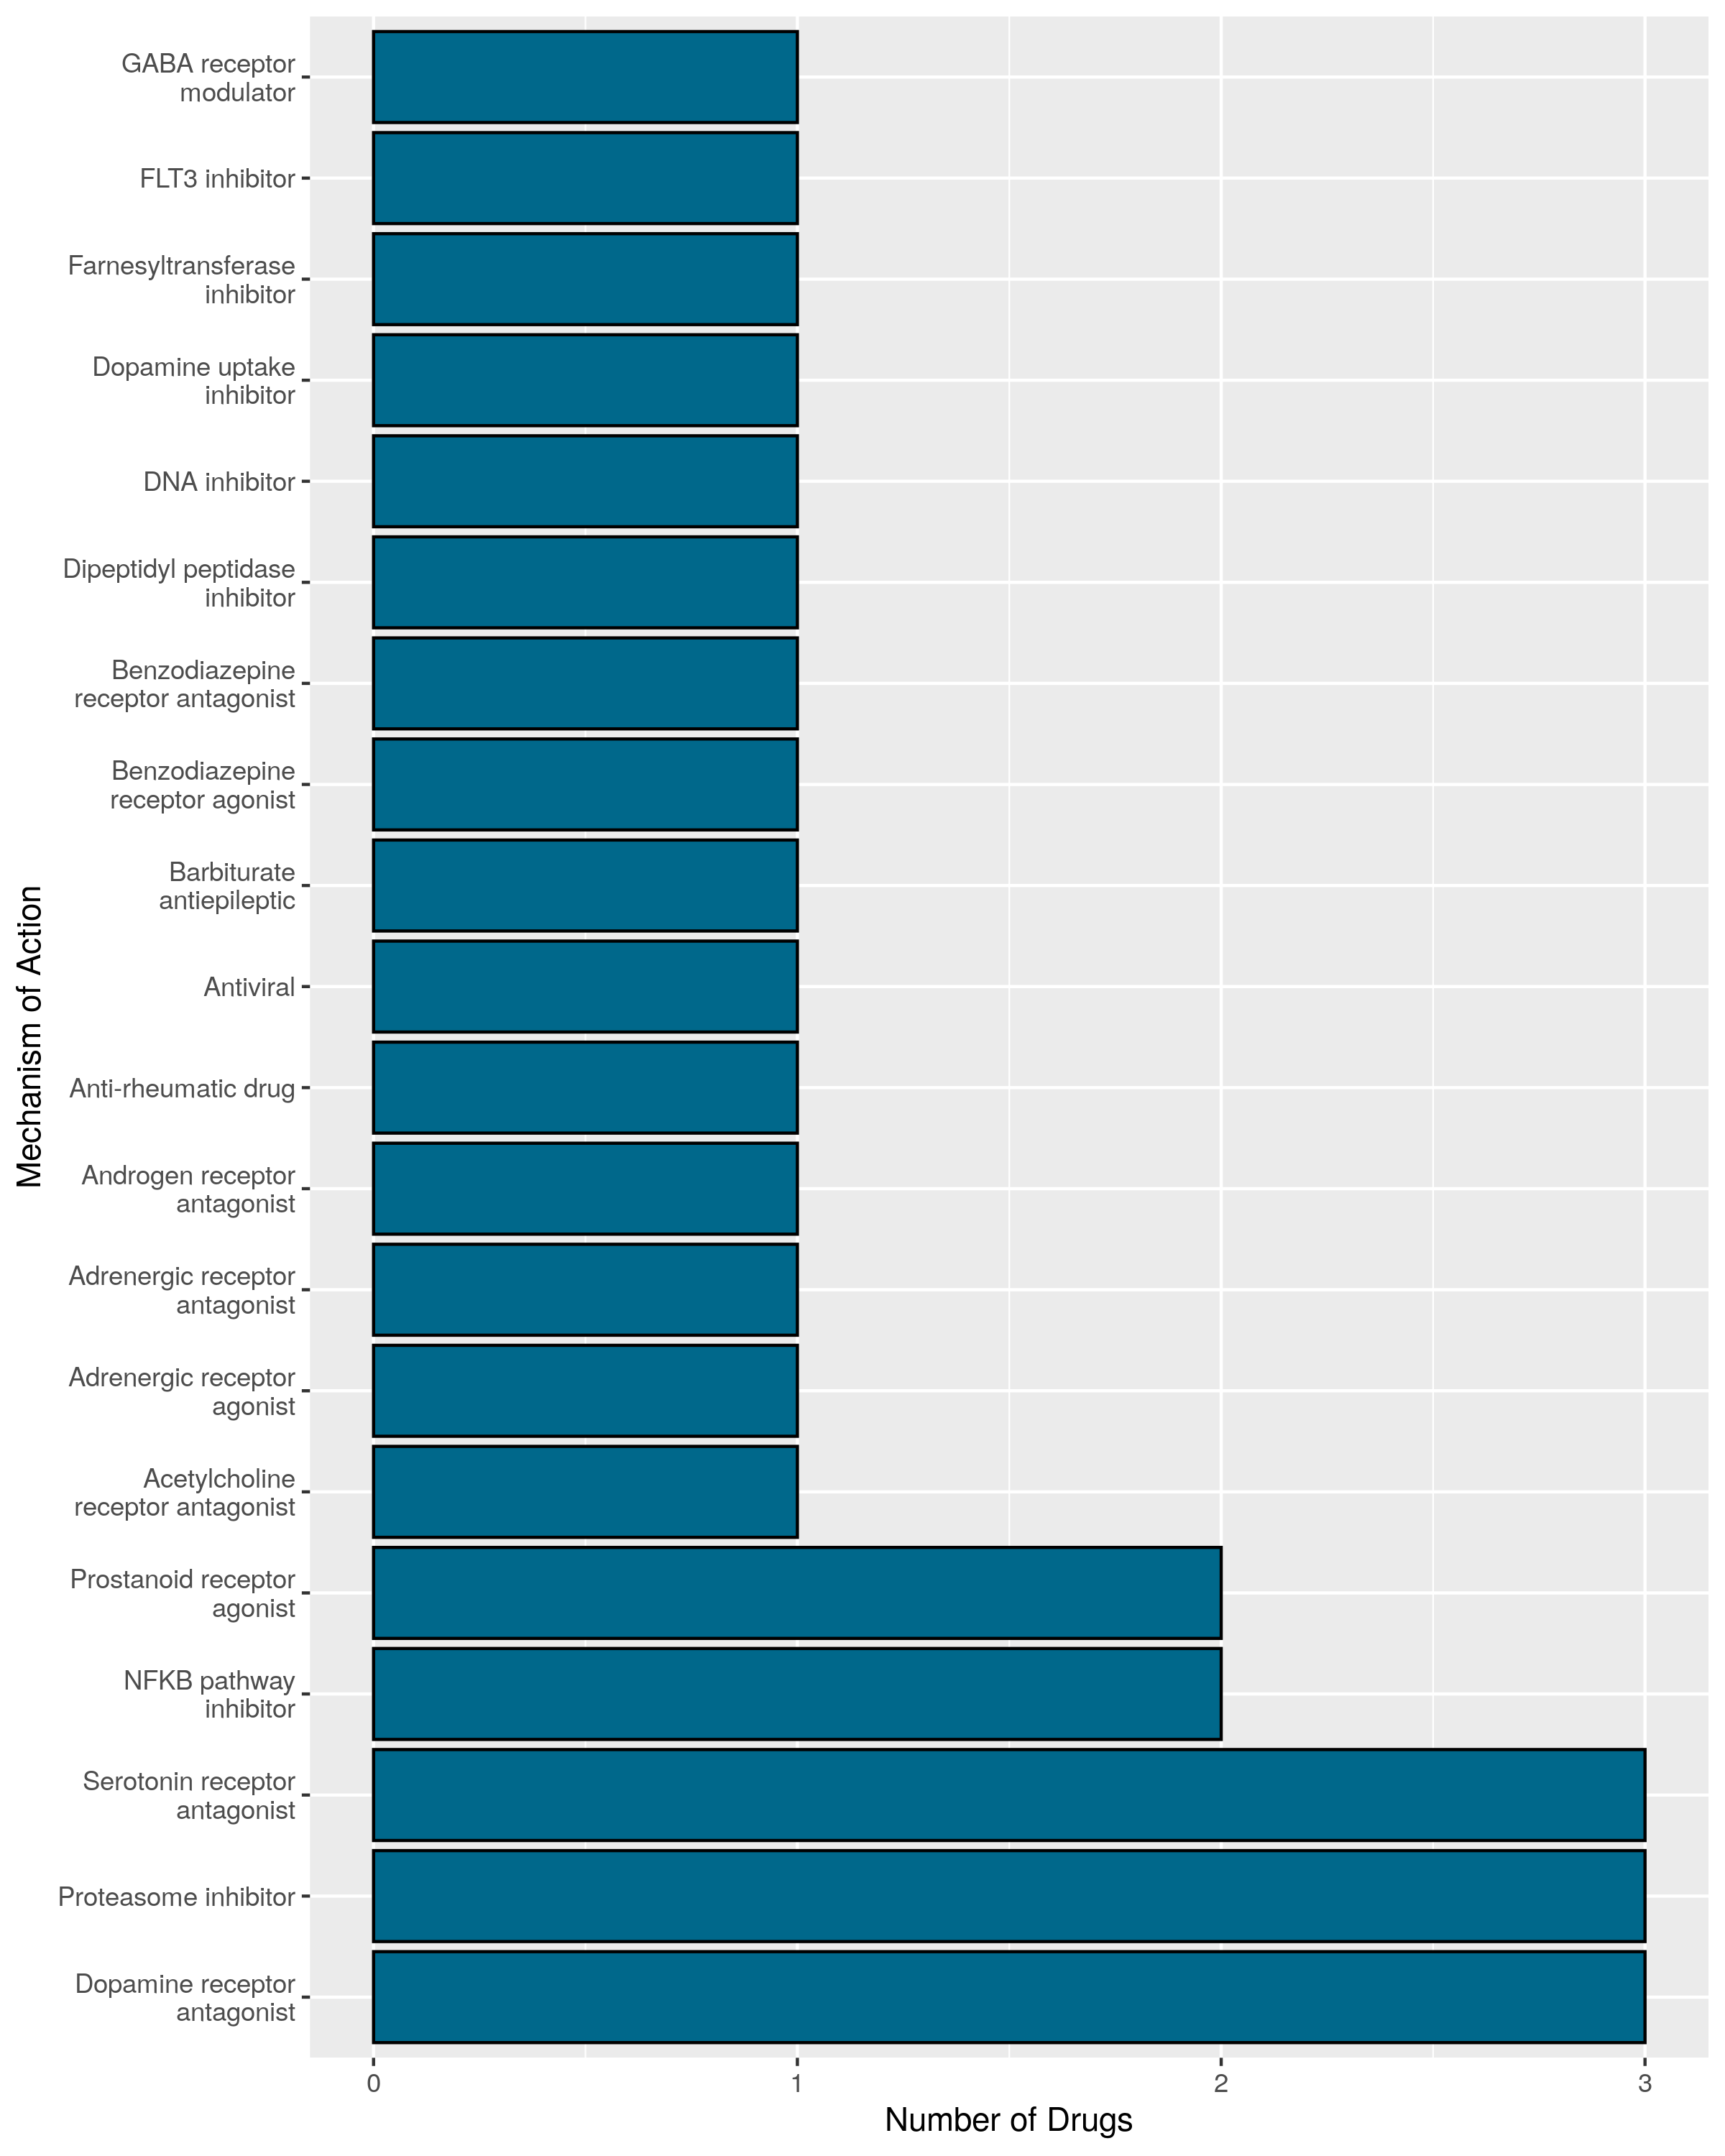 GABA receptor
modulator
FLT3 inhibitor
Farnesyltransferase
inhibitor
Dopamine uptake
inhibitor
DNA inhibitor
Dipeptidyl peptidase
inhibitor
Benzodiazepine
receptor antagonist
Benzodiazepine
receptor agonist
Barbiturate
antiepileptic
Antiviral
Anti-rheumatic drug
Androgen receptor
antagonist
Adrenergic receptor
antagonist
Adrenergic receptor
agonist
Acetylcholine
receptor antagonist
Prostanoid receptor
agonist
NFKB pathway
inhibitor
Serotonin receptor
antagonist
Proteasome inhibitor
Dopamine receptor
antagonist
Mechanism of Action
0 1 2 3
Number of Drugs